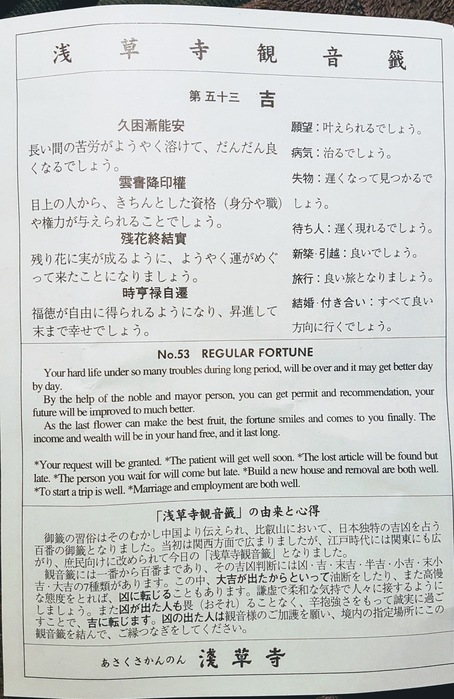 浅草寺観音籤
第五十三 吉
久困漸能安
長い間の苦労がようやく溶けて、だんだん良
くなるでしょう。
雲書降印權
目上の人から、きちんとした資格(身分や職)
や権力が与えられることでしょう。
殘花終結實
残り花に実が成るように、ようやく運がめぐ
って来たことになりましょう。
時亨禄自遷
福徳が自由に得られるようになり、昇進して
末まで幸せでしょう。
願望:叶えられるでしょう。
病気:治るでしょう。
失物:遅くなって見つかるで
しょう。
待ち人:遅く現れるでしょう。
新築・引越:良いでしょう。
旅行:良い旅となりましょう。
結婚・付き合い:すべて良い
方向に行くでしょう。
No.53 REGULAR FORTUNE
Your hard life under so many troubles during long period, will be over and it may get better day
by day.
By the help of the noble and mayor person, you can get permit and recommendation, your
future will be improved to much better.
As the last flower can make the best fruit, the fortune smiles and comes to you finally. The
income and wealth will be in your hand free, and it last long.
*Your request will be granted. *The patient will get well soon. *The lost article will be found but
late. *The person you wait for will come but late. *Build a new house and removal are both well.
*To start a trip is well. *Marriage and employment are both well.
「浅草寺観音籤」の由来と心得
御籤の習俗はそのむかし中国より伝えられ、比叡山において、日本独特の吉凶を占う
百番の御籤となりました。当初は関西方面で広まりましたが、江戸時代には関東にも広
がり、庶民向けに改められて今日の「浅草寺観音籤」となりました。
観音籤には一番から百番まであり、その吉凶判断には凶・吉・末吉・半吉・小吉・末小
吉・大吉の7種類があります。この中、大吉が出たからといって油断をしたり、また高慢
な態度をとれば、凶に転じることもあります。謙虚で柔和な気持で人々に接するように
しましょう。また凶が出た人も畏(おそれ)ることなく、辛抱強さをもって誠実に過ご
すことで、吉に転じます。凶の出た人は観音様のご加護を願い、境内の指定場所にこの
観音籤を結んで、ご縁つなぎをしてください。
あさくさかんのん 浅草寺